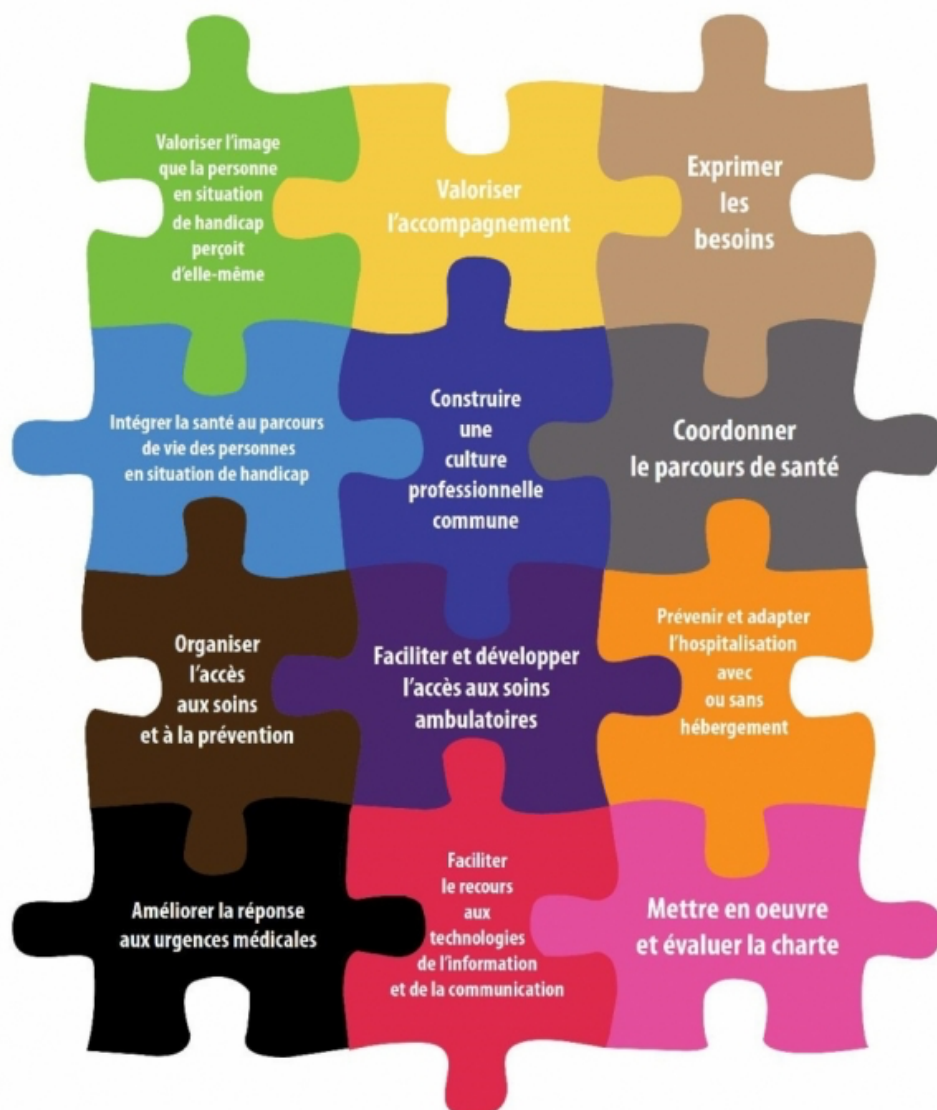 Valoriser l'image
que la personne
en situation
de handicap
perçoit
d'elle-même
Valoriser
l'accompagnement
Exprimer
les
besoins
Intégrer la santé au parcours
de vie des personnes
en situation de handicap
Construire
une
culture
professionnelle
commune
Coordonner
le parcours de santé
Organiser
l'accès
aux soins
et à la prévention
Faciliter et développer
l'accès aux soins
ambulatoires
Prévenir et adapter
l'hospitalisation
avec
ou sans
hébergement
Améliorer la réponse
aux urgences médicales
Faciliter
le recours
aux
technologies
de l'information
et de la communication
Mettre en oeuvre
et évaluer la charte